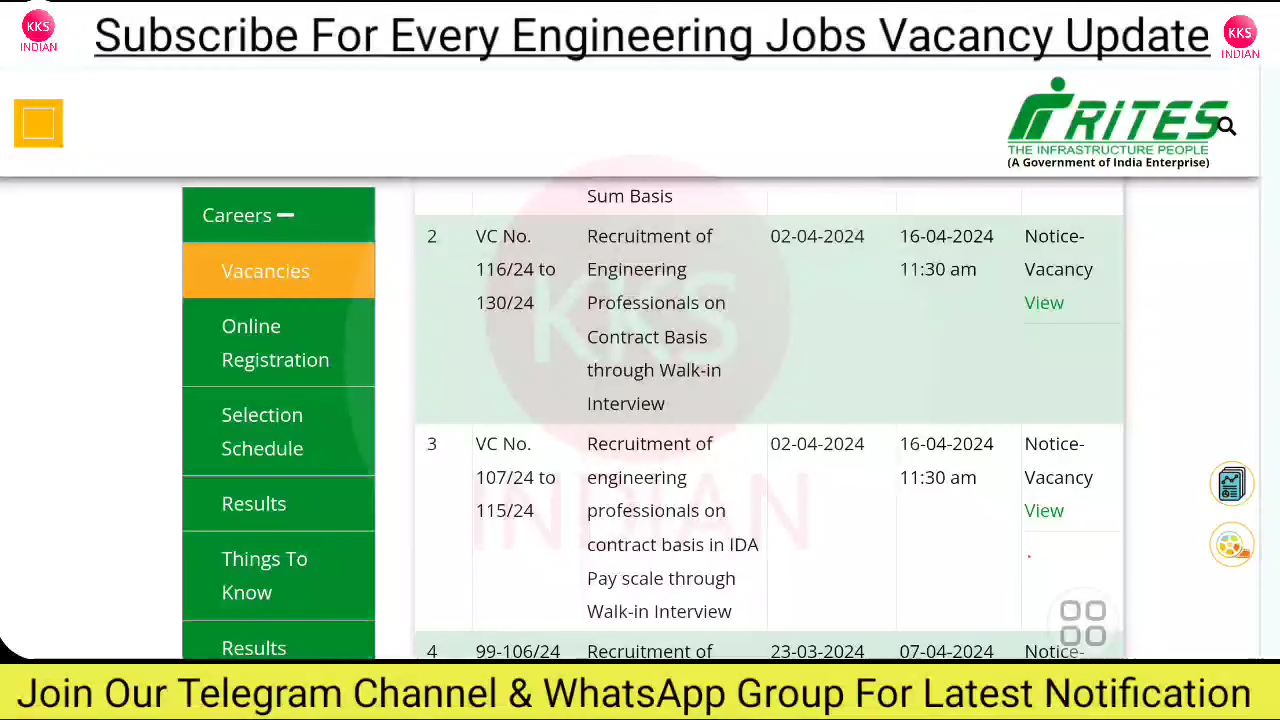 Subscribe For Every Engineering Jobs Vacancy Update
KKS
INDIAN
KKS
INDIAN
RITES
THE INFRASTRUCTURE PEOPLE
(A Government of India Enterprise)
Careers
Vacancies
Online
Registration
Selection
Schedule
Results
Things To
Know
Results
Sum Basis
2 VC No. Recruitment of 02-04-2024 16-04-2024 Notice-
116/24 to Engineering 11:30 am Vacancy
130/24 Professionals on View
Contract Basis
through Walk-in
Interview
3 VC No. Recruitment of 02-04-2024 16-04-2024 Notice-
107/24 to engineering 11:30 am Vacancy
115/24 professionals on View
contract basis in IDA
Pay scale through
Walk-in Interview
4 99-106/24 Recruitment of 23-03-2024 07-04-2024 Notice-
KKS
INDIAN
Join Our Telegram Channel & WhatsApp Group For Latest Notification